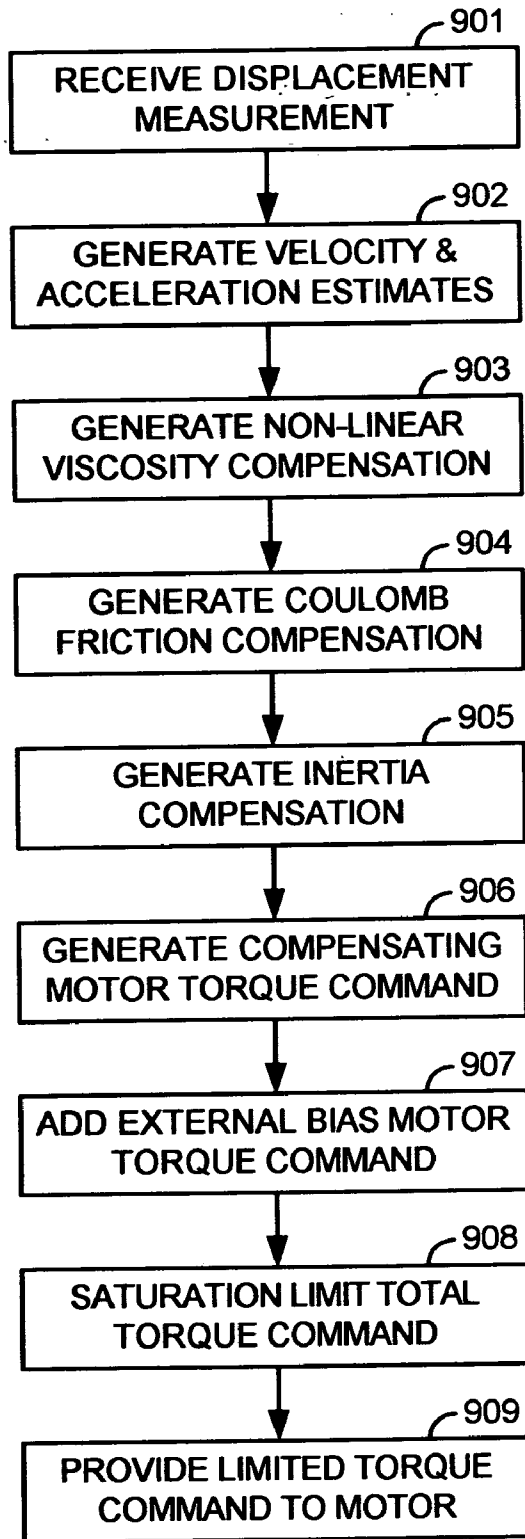 901
RECEIVE DISPLACEMENT
MEASUREMENT
902
GENERATE VELOCITY &
ACCELERATION ESTIMATES
903
GENERATE NON-LINEAR
VISCOSITY COMPENSATION
904
GENERATE COULOMB
FRICTION COMPENSATION
905
GENERATE INERTIA
COMPENSATION
906
GENERATE COMPENSATING
MOTOR TORQUE COMMAND
907
ADD EXTERNAL BIAS MOTOR
TORQUE COMMAND
908
SATURATION LIMIT TOTAL
TORQUE COMMAND
909
PROVIDE LIMITED TORQUE
COMMAND TO MOTOR